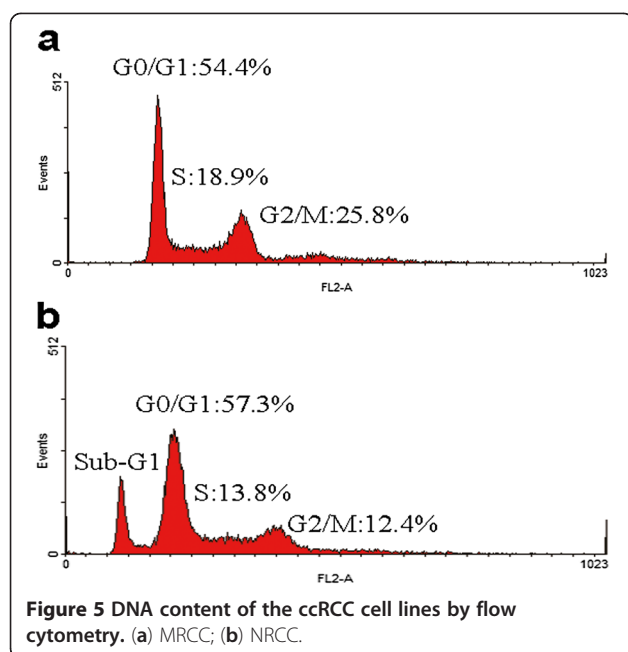 a
G0/G1:54.4%
512
S:18.9%
Events
G2/M:25.8%
0
0
1023
FL2-A
b
512
G0/G1:57.3%
Sub-G1
Events
S:13.8%
G2/M:12.4%
0
0
1023
FL2-A
Figure 5 DNA content of the ccRCC cell lines by flow
cytometry. (a) MRCC; (b) NRCC.